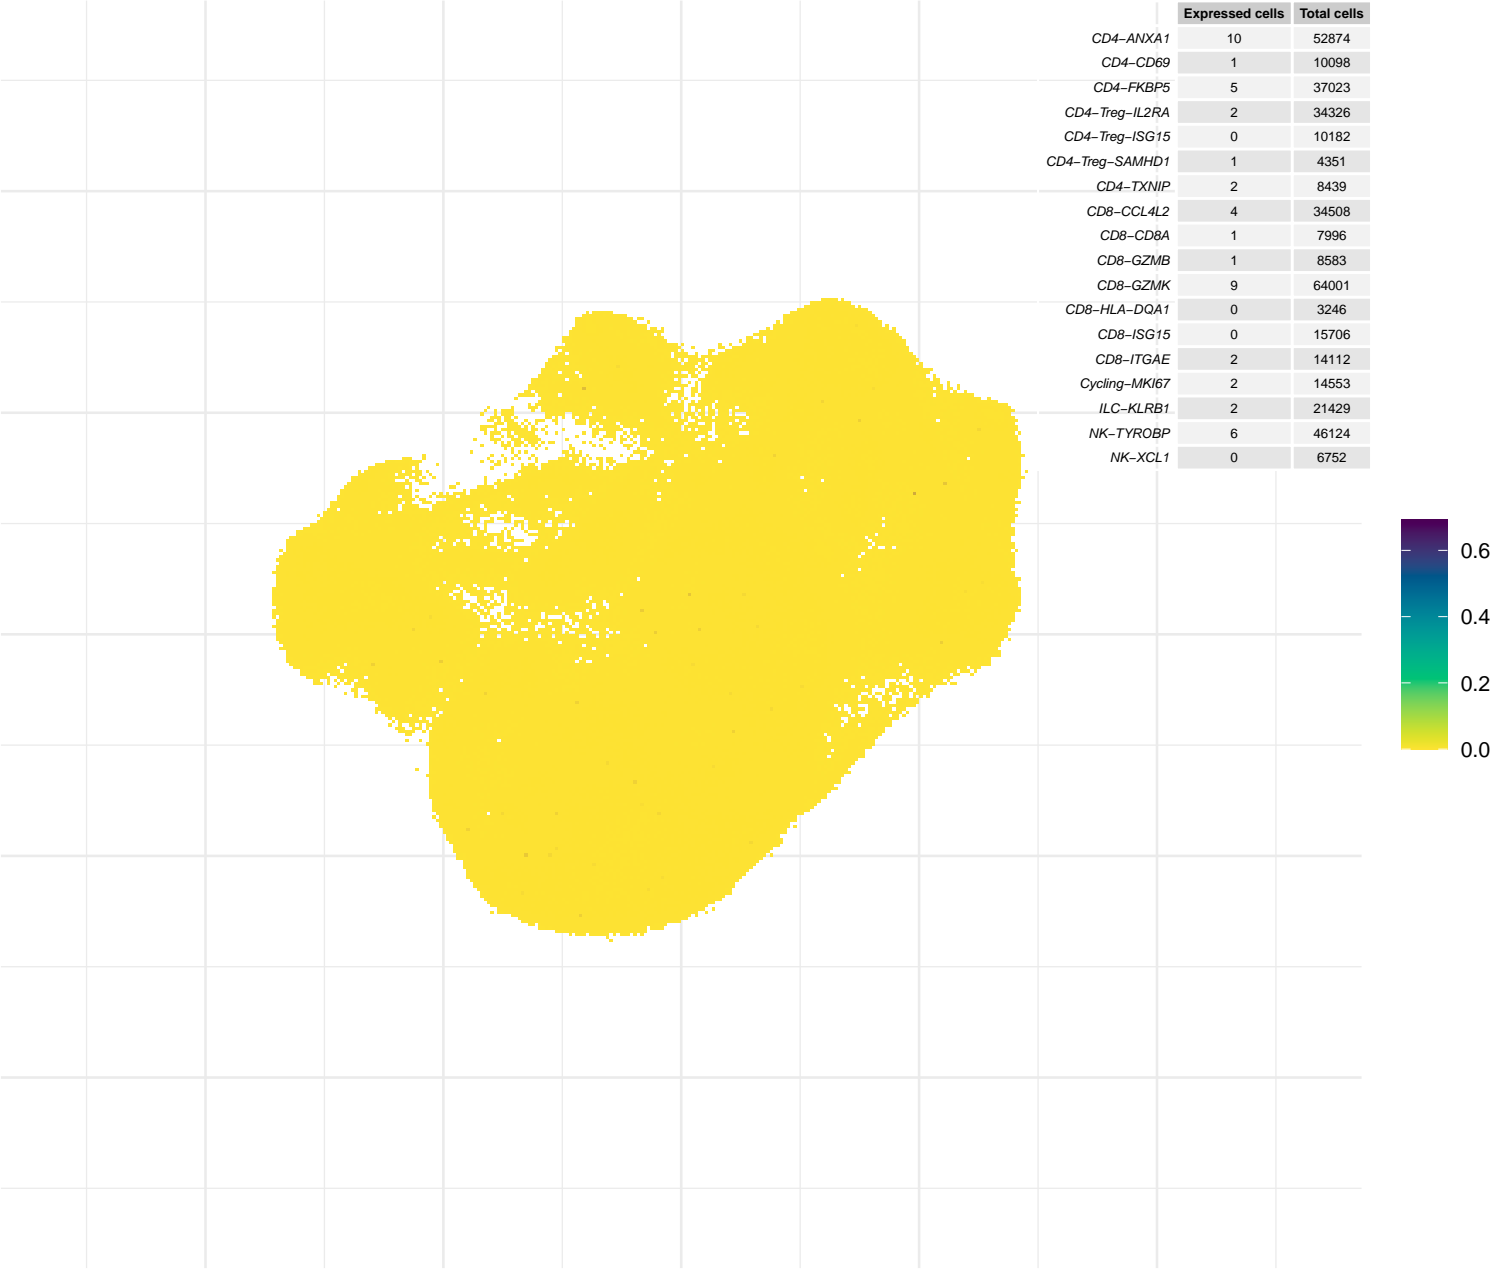 Expressed cells Total cells
CD4−ANXA1 10 52874
CD4−CD69 1 10098
CD4−FKBP5 5 37023
CD4−Treg−IL2RA 2 34326
CD4−Treg−ISG15 0 10182
CD4−Treg−SAMHD1 1 4351
CD4−TXNIP 2 8439
CD8−CCL4L2 4 34508
CD8−CD8A 1 7996
CD8−GZMB 1 8583
CD8−GZMK 9 64001
CD8−HLA−DQA1 0 3246
CD8−ISG15 0 15706
CD8−ITGAE 2 14112
Cycling−MKI67 2 14553
ILC−KLRB1 2 21429
NK−TYROBP 6 46124
NK−XCL1 0 6752
0.6
0.4
0.2
0.0